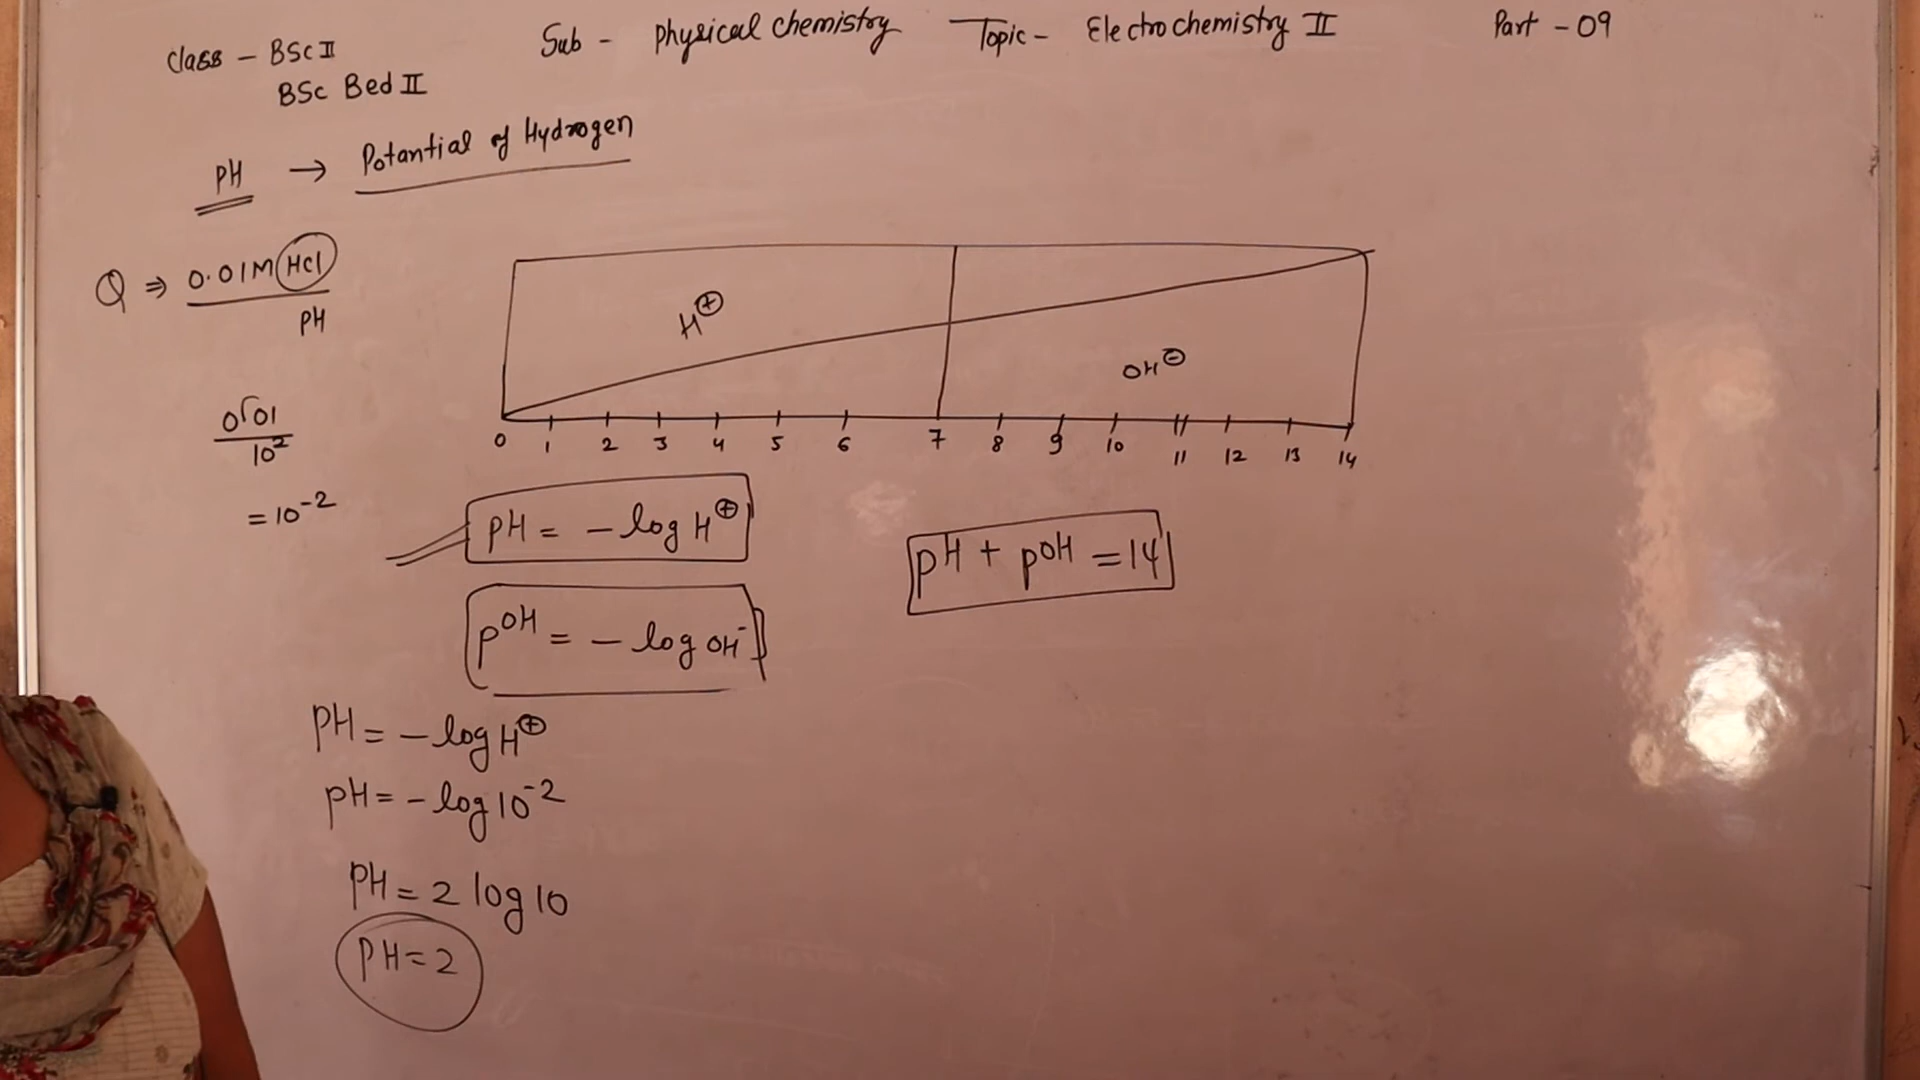 Class - BSc II
BSc Bed II
Sub - Physical chemistry
Topic - Electrochemistry II
Part - 09
PH → Potantial of Hydrogen
Q ⇒ 0.01M HCl
PH
001
10²
= 10⁻²
H⊕
OH⊖
0 1 2 3 4 5 6 7 8 9 10 11 12 13 14
PH = - log H⊕
pOH = - log OH⁻
pH + pOH = 14
PH = - log H⊕
PH = - log 10⁻²
PH = 2 log 10
PH = 2